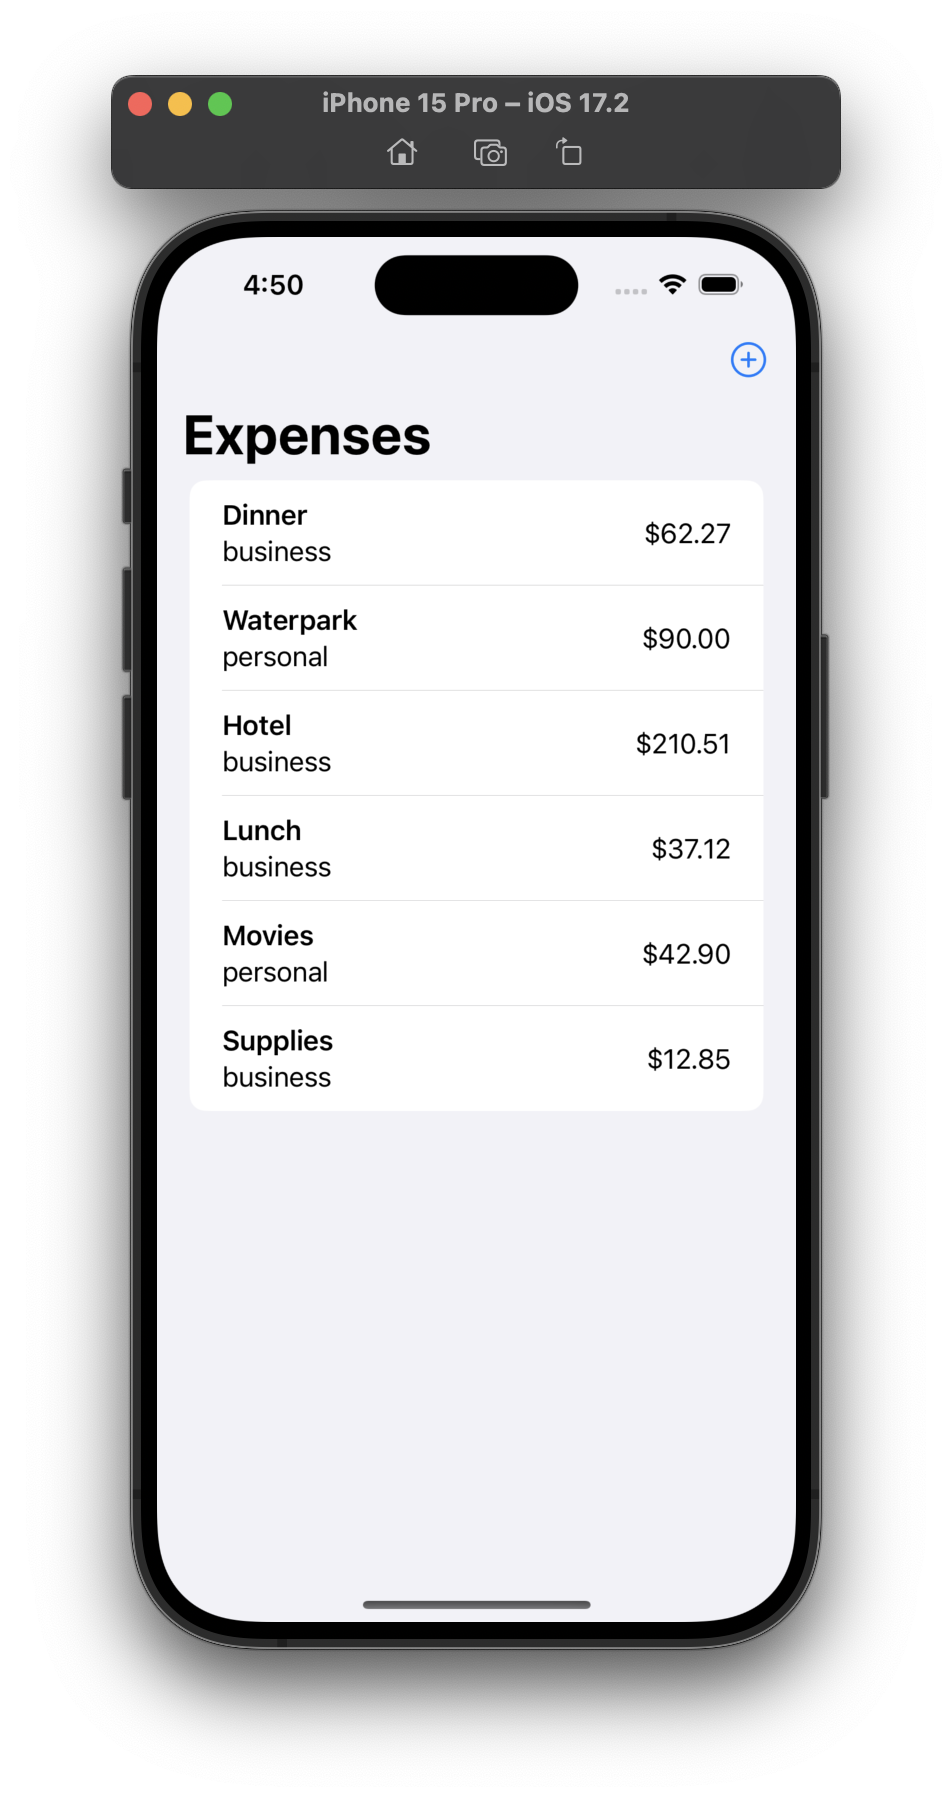 iPhone 15 Pro – iOS 17.2
4:50
Expenses
Dinner
business
$62.27
Waterpark
personal
$90.00
Hotel
business
$210.51
Lunch
business
$37.12
Movies
personal
$42.90
Supplies
business
$12.85